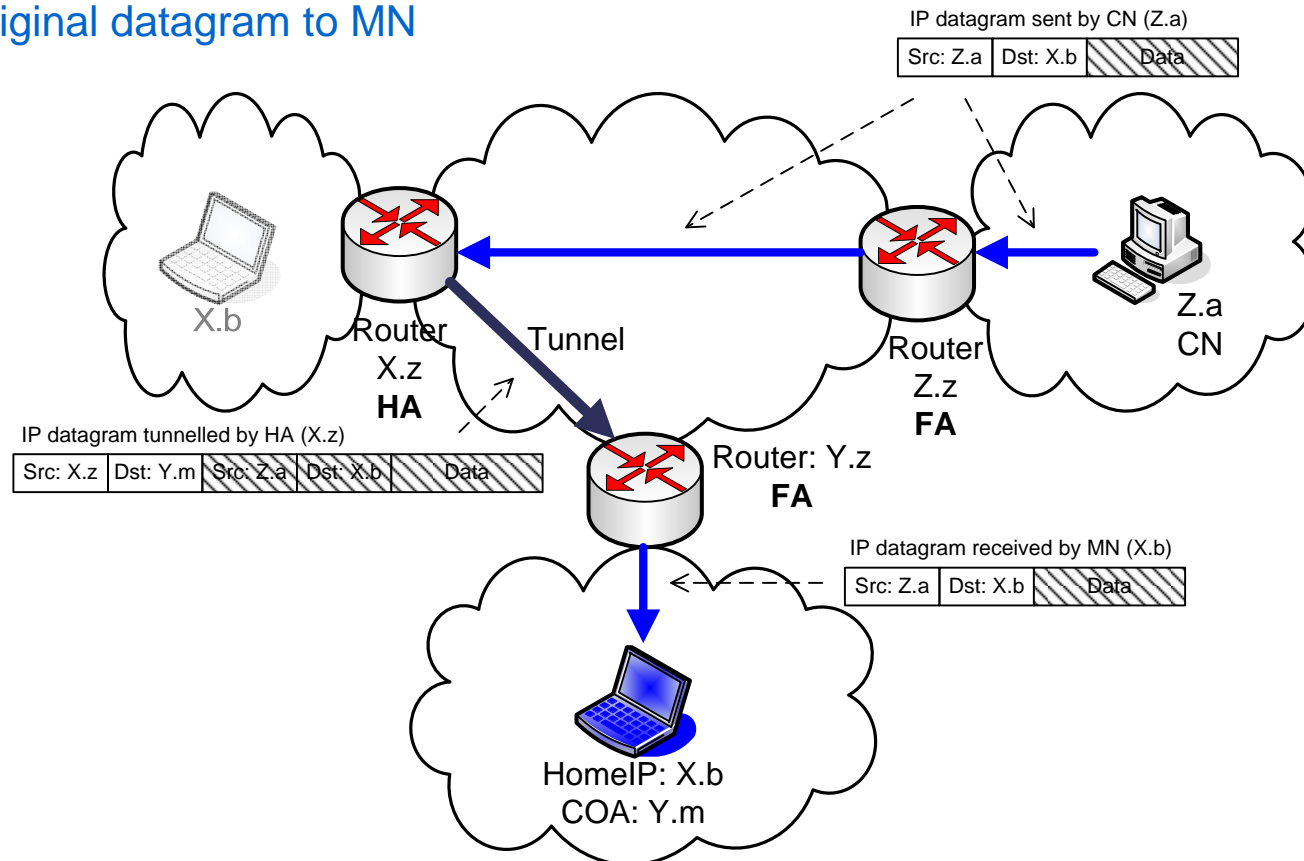 iginal datagram to MN
IP datagram sent by CN (Z.a)
Src: Z.a Dst: X.b Data
X.b
Router
X.z
HA
Tunnel
Router
Z.z
FA
Z.a
CN
IP datagram tunnelled by HA (X.z)
Src: X.z Dst: Y.m Src: Z.a Dst: X.b Data
Router: Y.z
FA
IP datagram received by MN (X.b)
Src: Z.a Dst: X.b Data
HomeIP: X.b
COA: Y.m